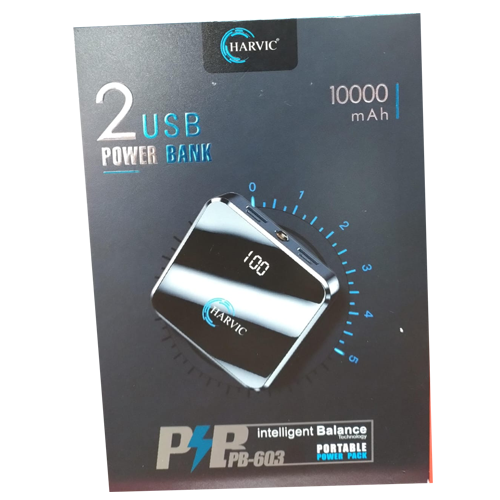 HARVIC®
2 USB
POWER BANK
10000
mAh
0
1
2
3
4
5
100
HARVIC
PB-603
intelligent Balance
Technology
PORTABLE
POWER PACK